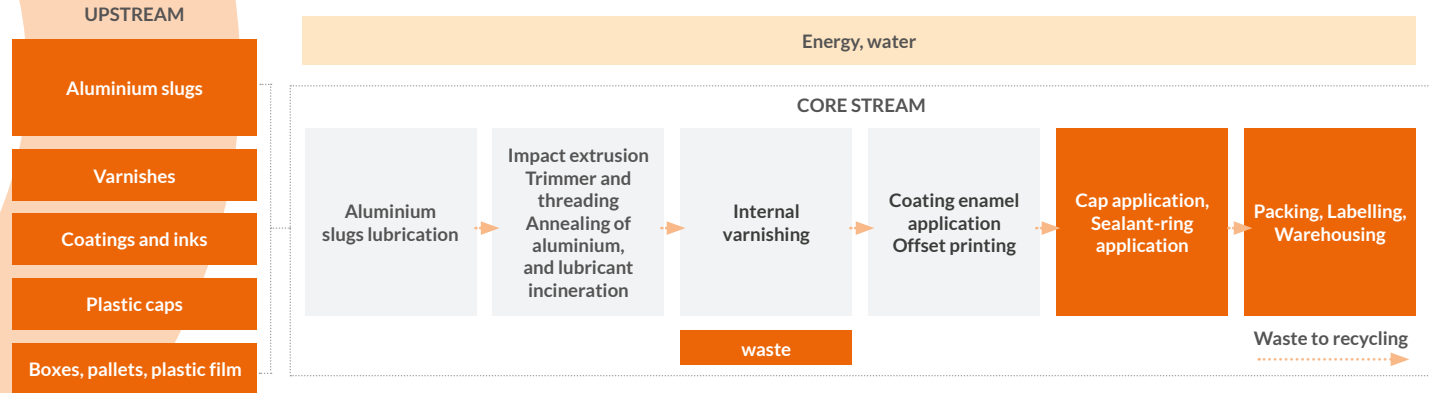 UPSTREAM
Aluminium slugs
Varnishes
Coatings and inks
Plastic caps
Boxes, pallets, plastic film
Energy, water
CORE STREAM
Aluminium
slugs lubrication
Impact extrusion
Trimmer and
threading
Annealing of
aluminium,
and lubricant
incineration
Internal
varnishing
Coating enamel
application
Offset printing
Cap application,
Sealant-ring
application
Packing, Labelling,
Warehousing
waste
Waste to recycling